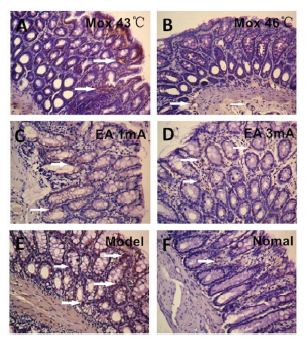 A Mox 43℃
B Mox 46℃
C EA 1mA
D EA 3mA
E Model
F Nomal